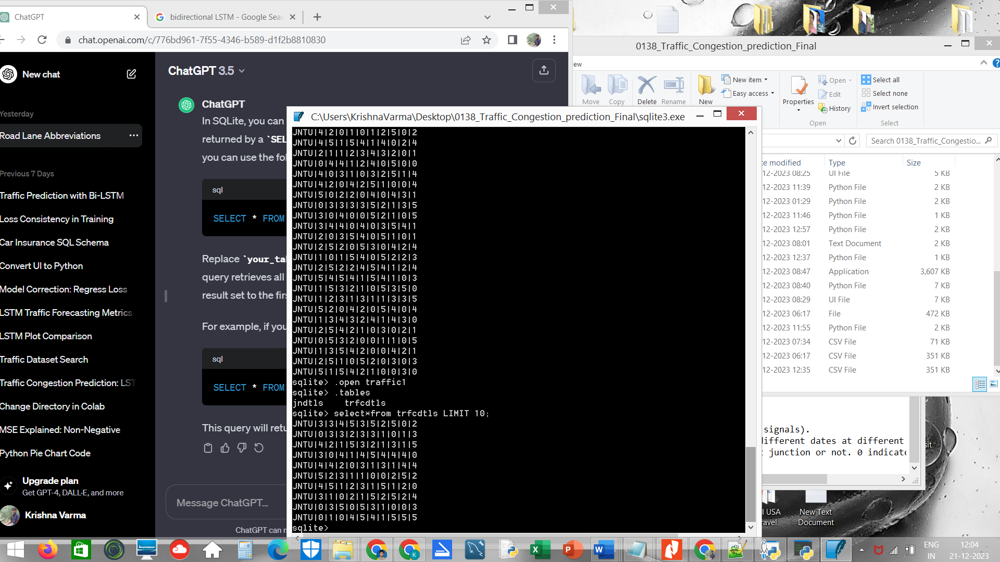 ChatGPT
bidirectional LSTM - Google Sear
chat.openai.com/c/776bd961-7f55-4346-b589-d1f2b8810830
New chat
Yesterday
Road Lane Abbreviations
Previous 7 Days
Traffic Prediction with Bi-LSTM
Loss Consistency in Training
Car Insurance SQL Schema
Convert UI to Python
Model Correction: Regress Loss
LSTM Traffic Forecasting Metrics
LSTM Plot Comparison
Traffic Dataset Search
Traffic Congestion Prediction: LST
Change Directory in Colab
MSE Explained: Non-Negative
Python Pie Chart Code
Upgrade plan
Get GPT-4, DALL·E, and more
Krishna Varma
ChatGPT 3.5
ChatGPT
In SQLite, you can
returned by a `SEL
you can use the fol
sql
SELECT * FROM
Replace `your_tal
query retrieves all
result set to the firs
For example, if you
sql
SELECT * FROM
This query will retu
Message ChatGPT...
ChatGPT can m
C:\Users\KrishnaVarma\Desktop\0138_Traffic_Congestion_prediction_Final\sqlite3.exe
JNTU|4|2|0|1|0|1|2|5|0|2
JNTU|4|5|1|5|4|1|4|0|2|4
JNTU|2|1|1|2|3|4|3|2|0|1
JNTU|0|4|4|1|2|4|0|5|0|0
JNTU|4|0|3|1|0|3|2|5|1|4
JNTU|4|2|0|4|2|5|1|0|0|4
JNTU|5|0|2|2|0|4|0|4|3|1
JNTU|0|3|3|3|3|5|2|1|3|5
JNTU|3|0|4|0|0|5|2|1|0|5
JNTU|3|4|4|0|4|0|3|5|4|1
JNTU|2|0|3|5|4|0|5|1|0|1
JNTU|2|5|2|0|5|3|0|4|2|4
JNTU|1|0|1|5|4|0|5|2|2|3
JNTU|2|5|2|2|4|5|4|1|2|4
JNTU|5|4|5|4|1|5|4|1|0|3
JNTU|1|5|3|2|1|0|5|3|5|0
JNTU|1|2|3|1|3|1|1|3|3|5
JNTU|5|2|0|4|2|0|5|4|0|4
JNTU|1|3|4|3|2|4|1|4|3|0
JNTU|2|5|4|2|1|0|3|0|2|1
JNTU|0|5|3|2|0|0|1|1|0|5
JNTU|1|3|5|4|2|0|0|4|2|1
JNTU|2|5|1|0|5|2|0|3|0|3
JNTU|5|1|5|4|2|1|0|0|3|0
sqlite> .open traffic1
sqlite> .tables
jndtls    trfcdtls
sqlite> select*from trfcdtls LIMIT 10;
JNTU|3|3|4|5|3|5|2|5|0|2
JNTU|0|3|3|2|3|3|1|0|1|3
JNTU|4|2|1|5|3|2|1|3|1|5
JNTU|3|0|4|1|4|5|4|4|4|0
JNTU|4|4|2|0|3|1|3|1|4|4
JNTU|5|2|3|1|1|0|0|2|5|2
JNTU|4|5|1|2|3|1|5|1|2|0
JNTU|3|1|0|2|1|5|2|5|2|4
JNTU|0|3|5|0|5|3|1|0|0|3
JNTU|0|1|0|4|5|4|1|5|5|5
sqlite>
0138_Traffic_Congestion_prediction_Final
iew
Move Copy Delete Rename New
New item
Easy access
Properties
Open
Edit
History
Open
Select all
Select none
Invert selection
Select
Search 0138_Traffic_Congestio...
te modified Type Size
12-2023 08:25 UI File 5 KB
12-2023 11:39 Python File 2 KB
12-2023 01:29 Python File 2 KB
12-2023 11:46 Python File 1 KB
12-2023 12:57 Python File 2 KB
12-2023 08:01 Text Document 2 KB
12-2023 12:37 Python File 1 KB
12-2023 08:47 Application 3,607 KB
12-2023 08:40 Python File 7 KB
12-2023 08:29 UI File 7 KB
12-2023 06:17 File 472 KB
12-2023 11:55 Python File 2 KB
12-2023 07:34 CSV File 71 KB
12-2023 06:17 CSV File 351 KB
12-2023 12:35 CSV File 351 KB
signals).
different dates at different
t junction or not. 0 indicate
sit
I USA
ravel
New Text
Document
ENG
IN
12:04
21-12-2023